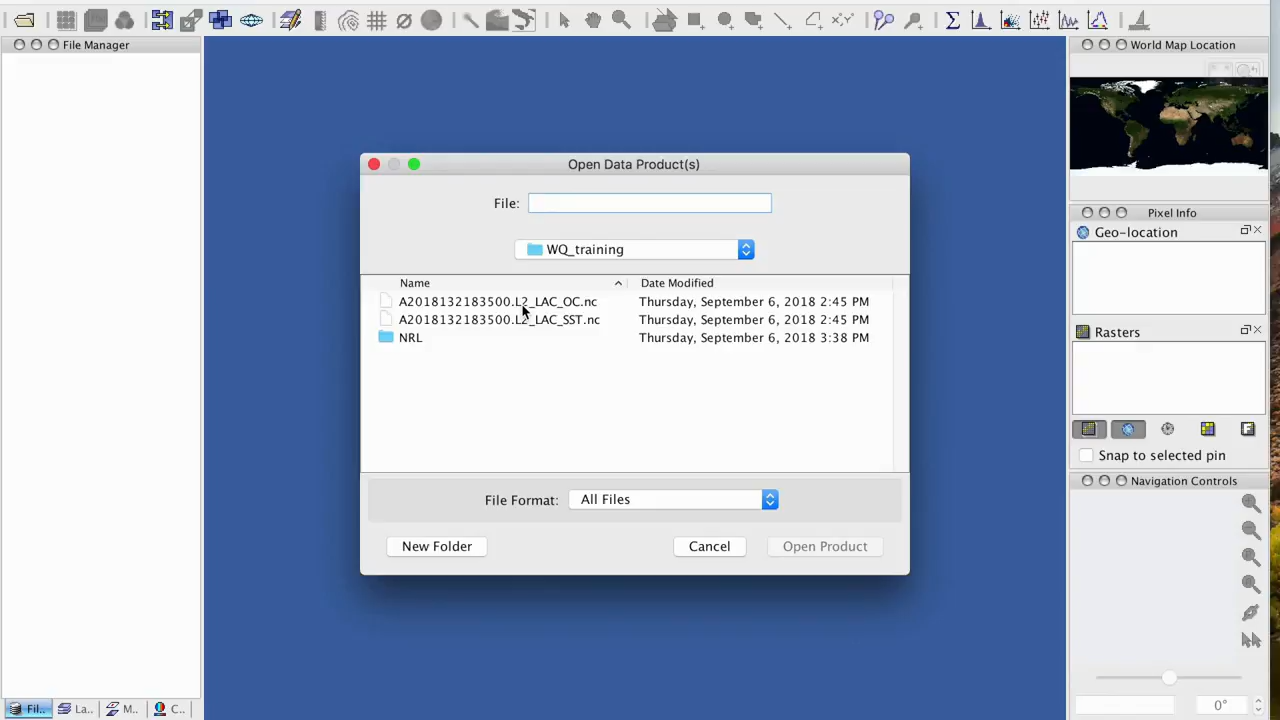 File Manager
World Map Location
Open Data Product(s)
File:
WQ_training
Name
Date Modified
A2018132183500.L2_LAC_OC.nc
Thursday, September 6, 2018 2:45 PM
A2018132183500.L2_LAC_SST.nc
Thursday, September 6, 2018 2:45 PM
NRL
Thursday, September 6, 2018 3:38 PM
File Format:
All Files
New Folder
Cancel
Open Product
Pixel Info
Geo-location
Rasters
Snap to selected pin
Navigation Controls
0°
Fil..
La..
M..
C..